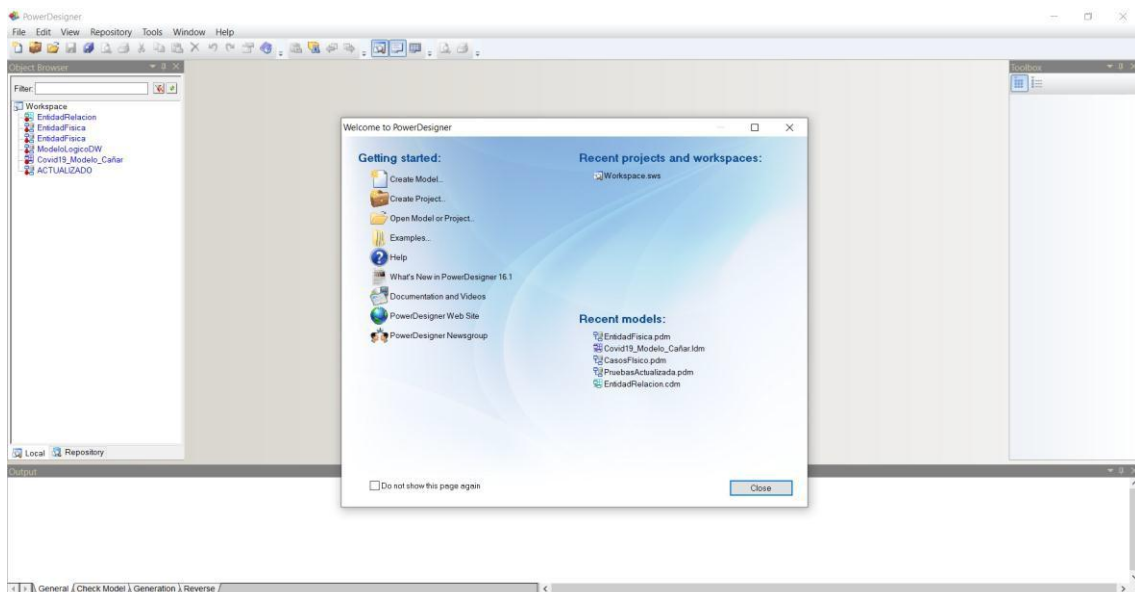 PowerDesigner
File Edit View Repository Tools Window Help
Object Browser
Toolbox
Filter:
Workspace
EntidadRelacion
EntidadFisica
EntidadFisica
ModeloLogicoDW
Covid19_Modelo_Cañar
ACTUALIZADO
Local Repository
Welcome to PowerDesigner
Getting started:
Create Model...
Create Project...
Open Model or Project...
Examples...
Help
What's New in PowerDesigner 16.1
Documentation and Videos
PowerDesigner Web Site
PowerDesigner Newsgroup
Recent projects and workspaces:
Workspace.sws
Recent models:
EntidadFisica.pdm
Covid19_Modelo_Cañar.ldm
CasosFIsico.pdm
PruebasActualizada.pdm
EntidadRelacion.cdm
Do not show this page again
Close
Output
General Check Model Generation Reverse